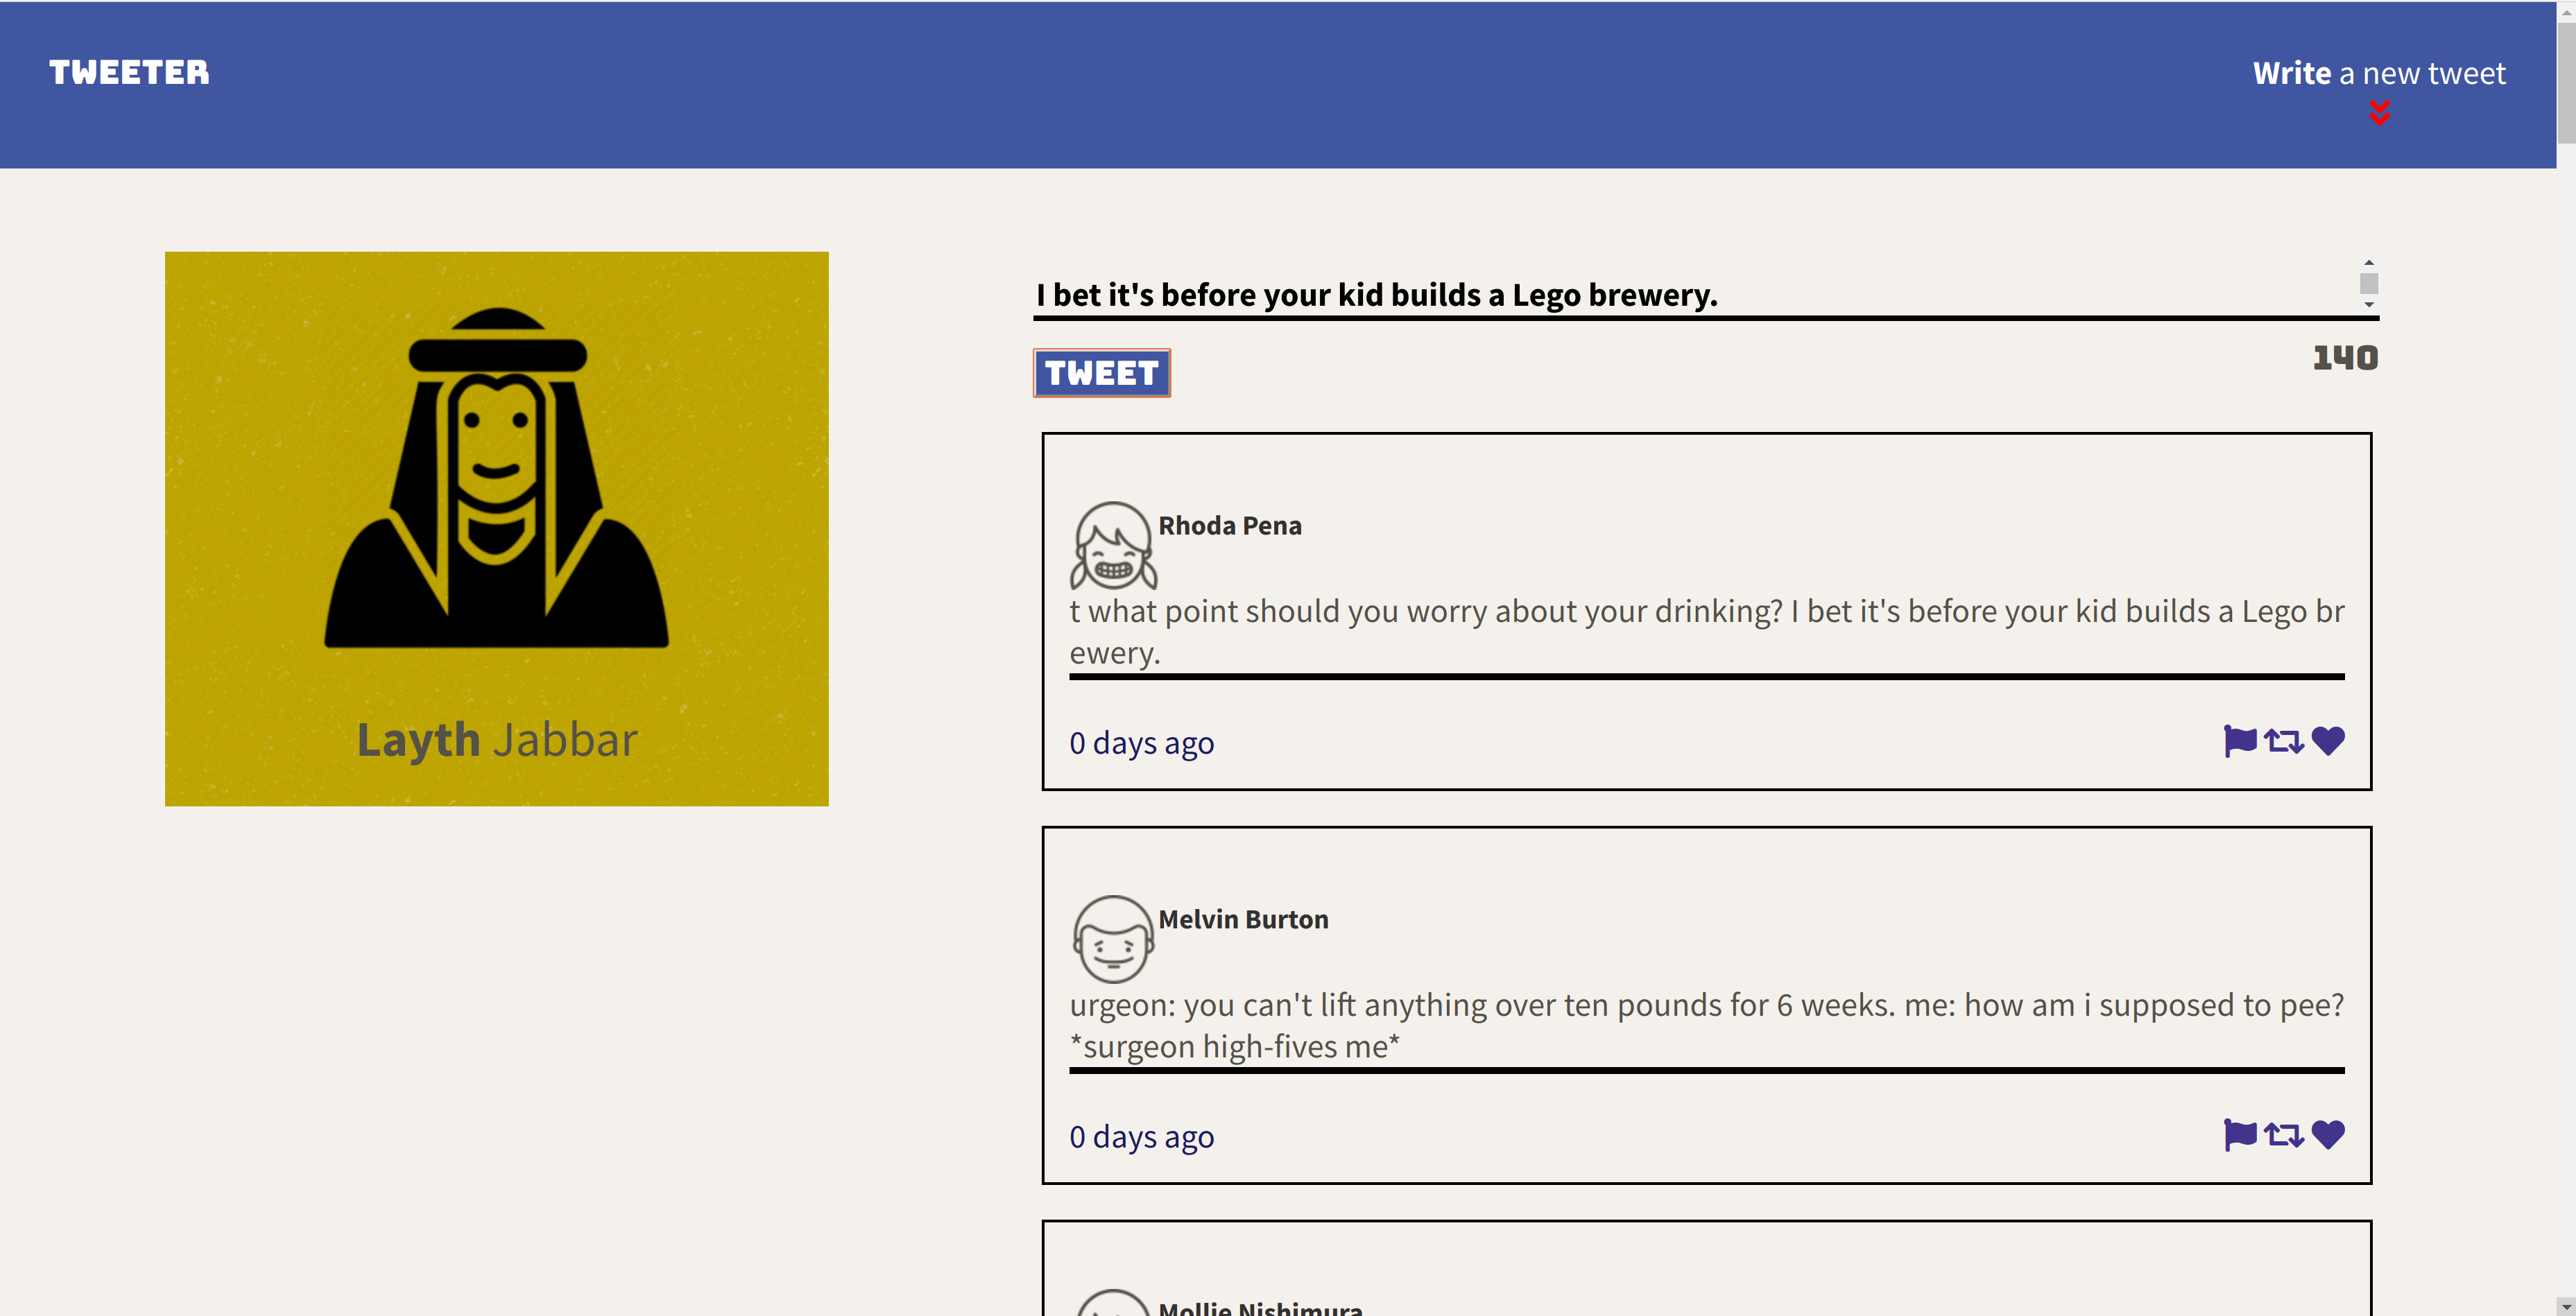 TWEETER
Write a new tweet
Layth Jabbar
I bet it's before your kid builds a Lego brewery.
TWEET
140
Rhoda Pena
t what point should you worry about your drinking? I bet it's before your kid builds a Lego br
ewery.
0 days ago
Melvin Burton
urgeon: you can't lift anything over ten pounds for 6 weeks. me: how am i supposed to pee?
*surgeon high-fives me*
0 days ago
Mollie Nishimura